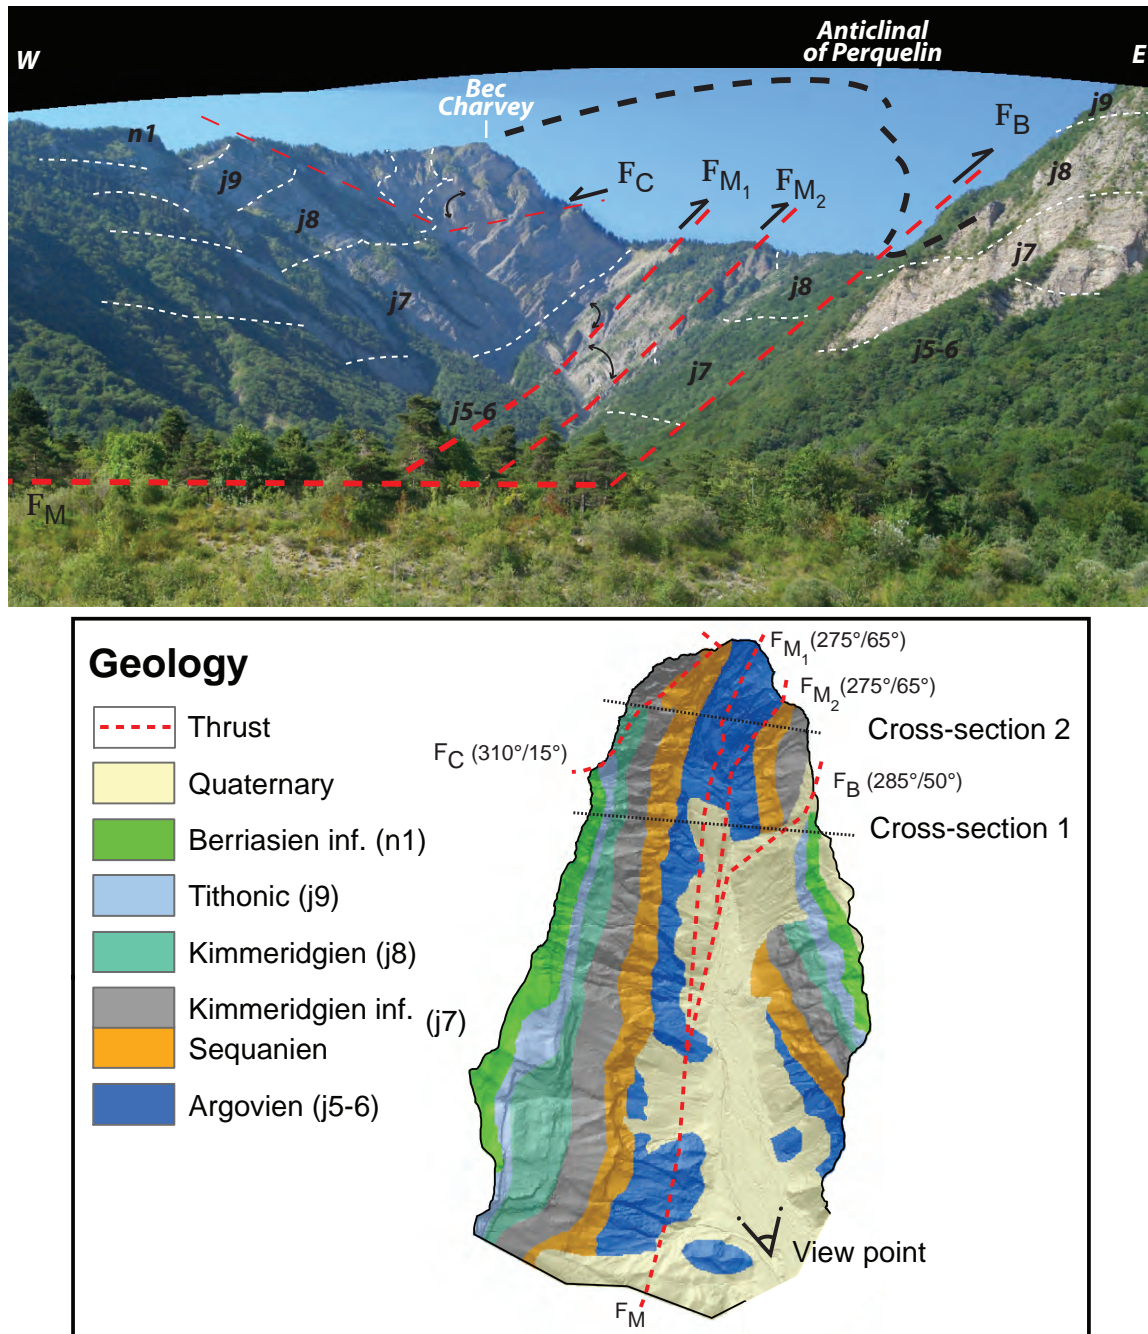 W
Anticlinal
of Perquelin
E
Bec
Charvey
n1
j9
j9
FB
j8
FC
FM1
FM2
j8
j7
j8
j7
j7
j5-6
j5-6
FM
Geology
Thrust
Quaternary
Berriasien inf. (n1)
Tithonic (j9)
Kimmeridgien (j8)
Kimmeridgien inf.
(j7)
Sequanien
Argovien (j5-6)
FM1 (275°/65°)
FM2 (275°/65°)
Cross-section 2
FC (310°/15°)
FB (285°/50°)
Cross-section 1
View point
FM